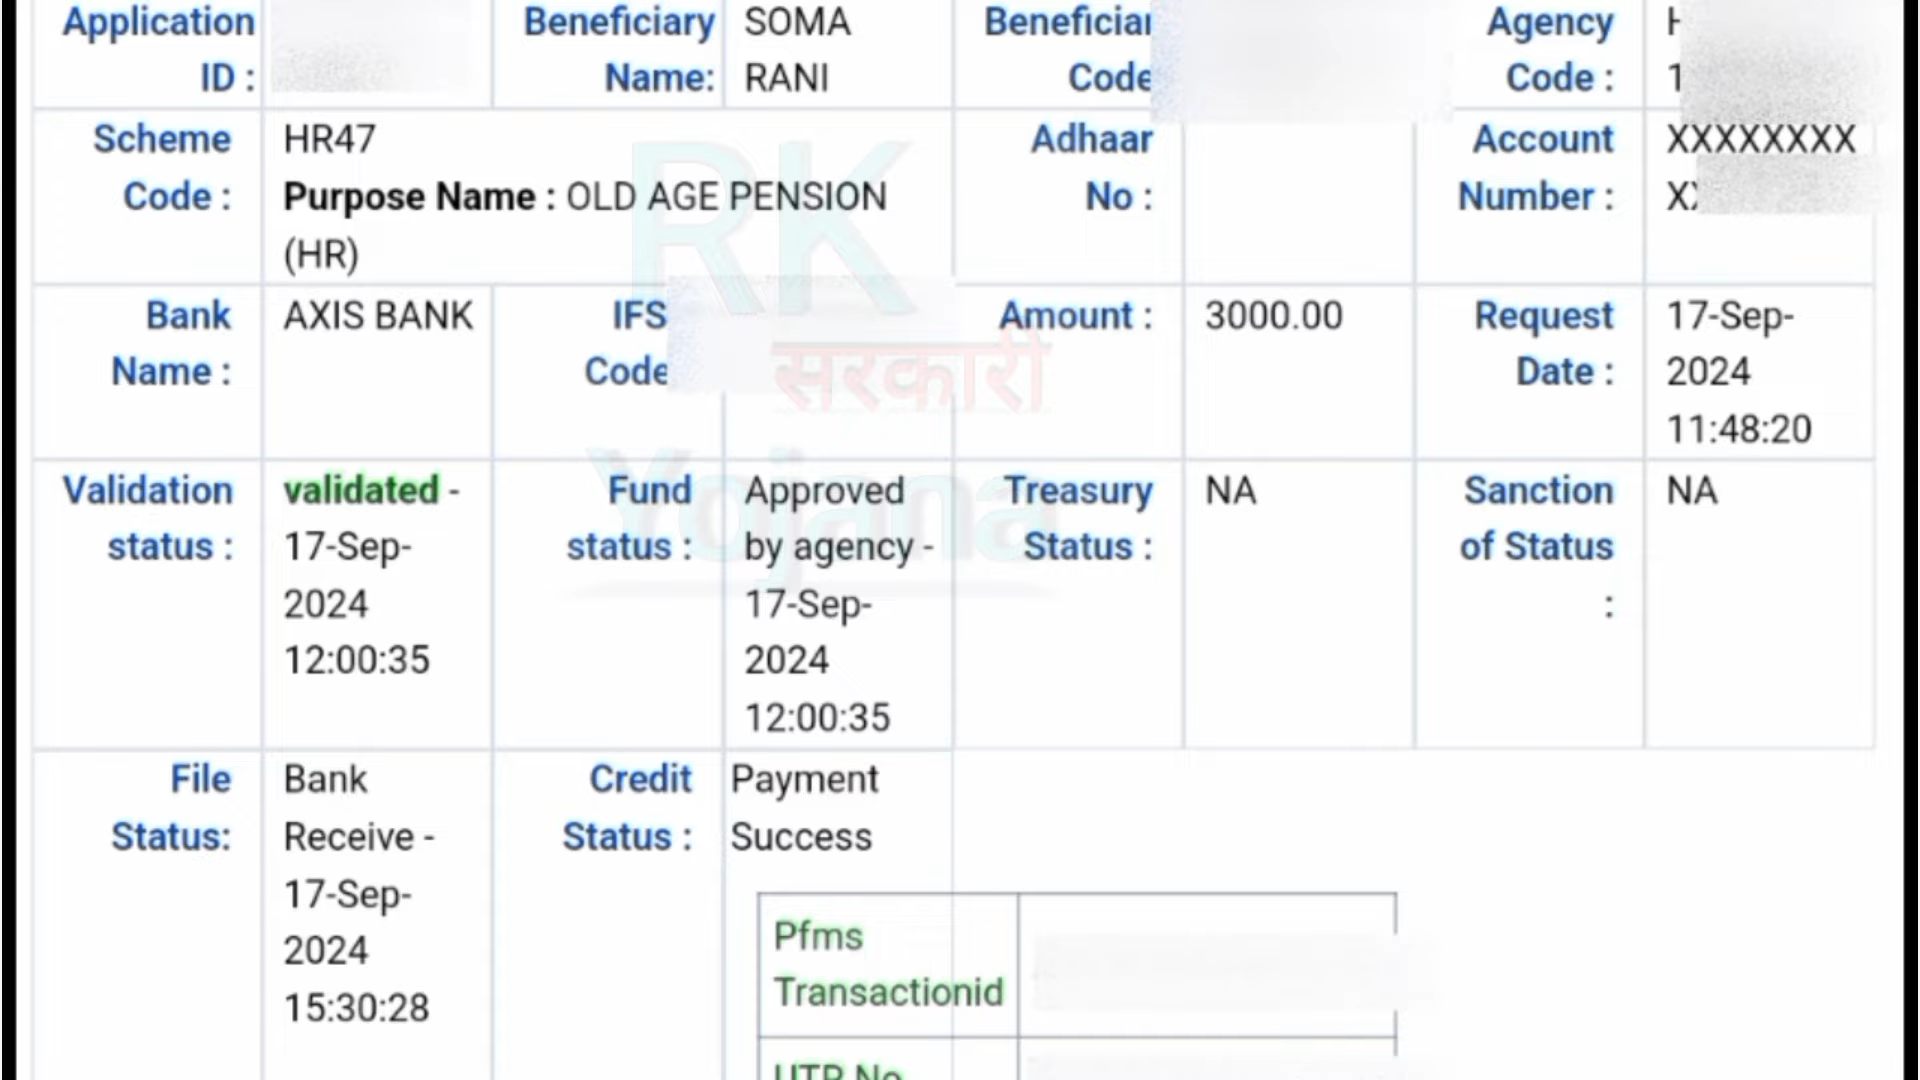 Application ID :
Beneficiary Name:
SOMA RANI
Beneficiar Code
Agency Code :
Scheme Code :
HR47
Purpose Name : OLD AGE PENSION
(HR)
Adhaar No :
Account Number :
XXXXXXXX
Bank Name :
AXIS BANK
IFS Code
Amount :
3000.00
Request Date :
17-Sep-
2024
11:48:20
Validation status :
validated -
17-Sep-
2024
12:00:35
Fund status :
Approved
by agency -
17-Sep-
2024
12:00:35
Treasury Status :
NA
Sanction of Status :
NA
File Status:
Bank
Receive -
17-Sep-
2024
15:30:28
Credit Status :
Payment
Success
Pfms
Transactionid
UTR No
RK
सरकारी
Yojana